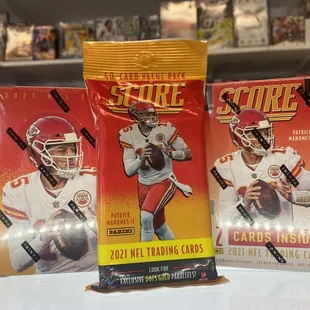 2021
40-CARD VALUE PACK
SCORE
PATRICK
MAHOMES II
PANINI
2021 NFL TRADING CARDS
LOOK FOR
EXCLUSIVE DOTS GOLD PARALLELS!
SCORE
PATRICK
MAHOMES II
CARDS INSIDE
2021 NFL TRADING CARDS